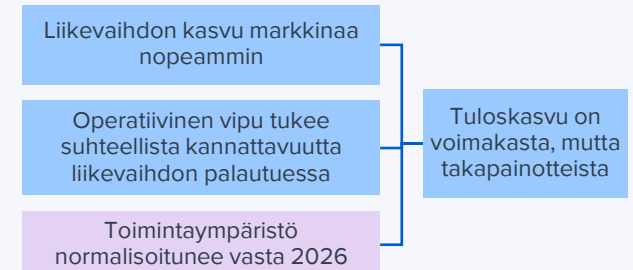 Liikevaihdon kasvu markkinaa
nopeammin
Operatiivinen vipu tukee
suhteellista kannattavuutta
liikevaihdon palautuessa
Toimintaympäristö
normalisoitunee vasta 2026
Tuloskasvu on
voimakasta, mutta
takapainotteista